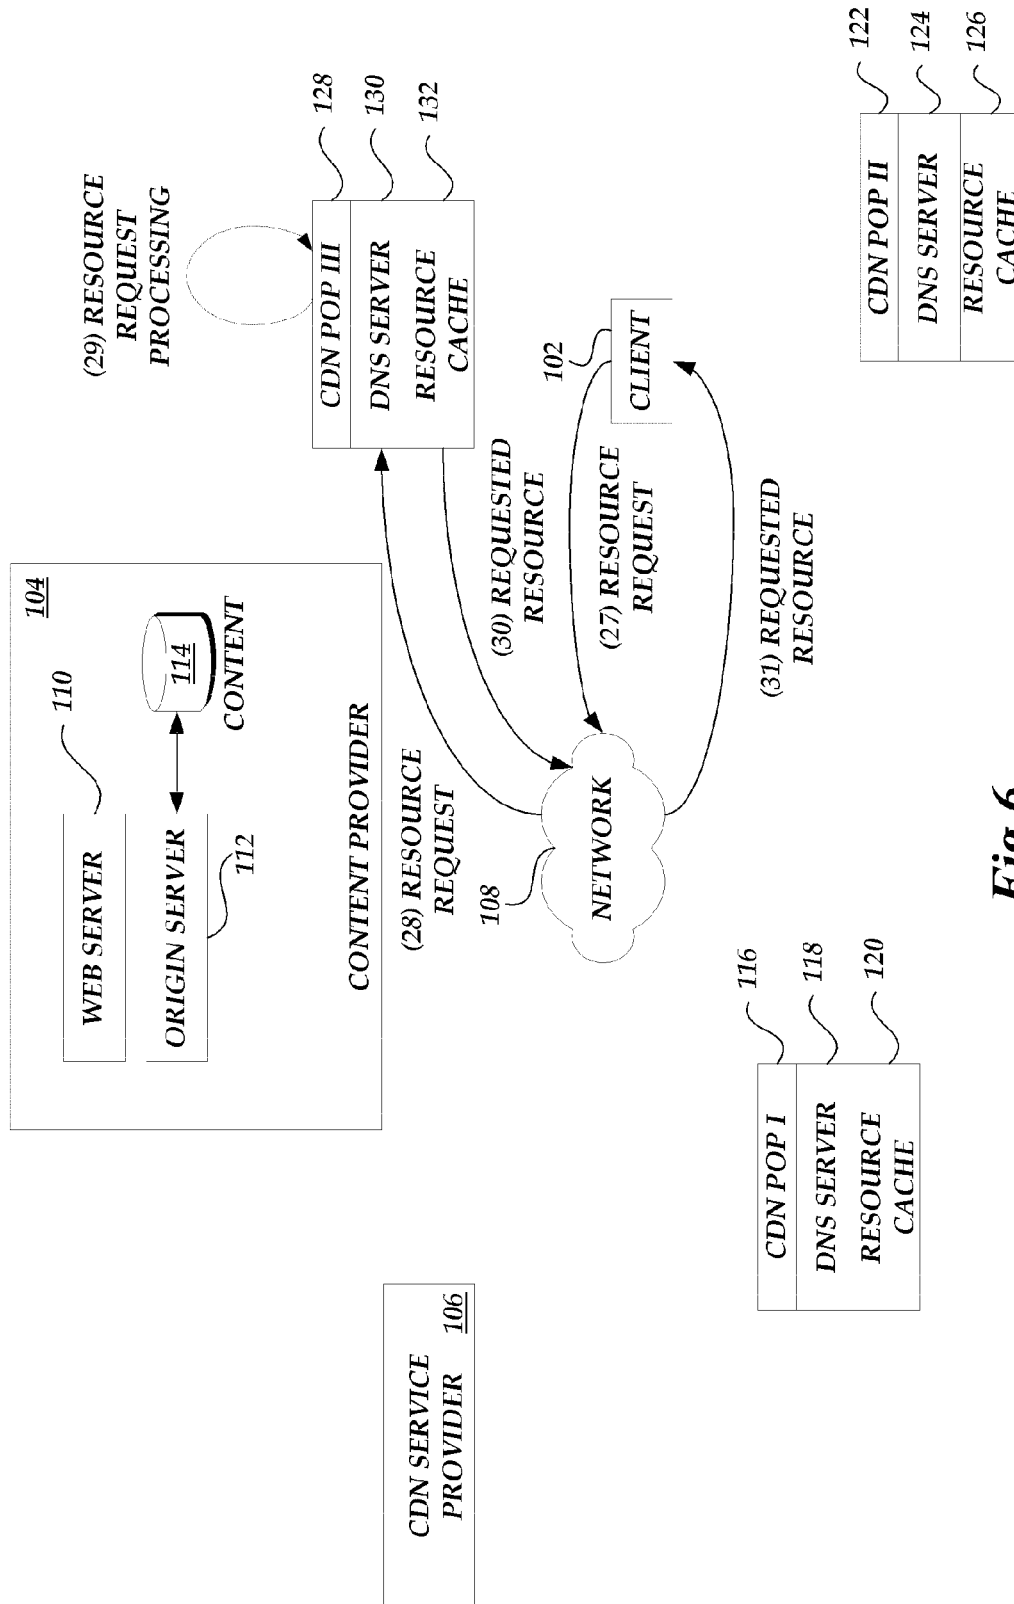 104
110
WEB SERVER
ORIGIN SERVER
112
114
CONTENT
CONTENT PROVIDER
CDN SERVICE
PROVIDER
106
(29) RESOURCE
REQUEST
PROCESSING
CDN POP III
DNS SERVER
RESOURCE
CACHE
128
130
132
(28) RESOURCE
REQUEST
(30) REQUESTED
RESOURCE
(27) RESOURCE
REQUEST
(31) REQUESTED
RESOURCE
108
NETWORK
102
CLIENT
CDN POP I
DNS SERVER
RESOURCE
CACHE
116
118
120
CDN POP II
DNS SERVER
RESOURCE
CACHE
122
124
126
Fig.6